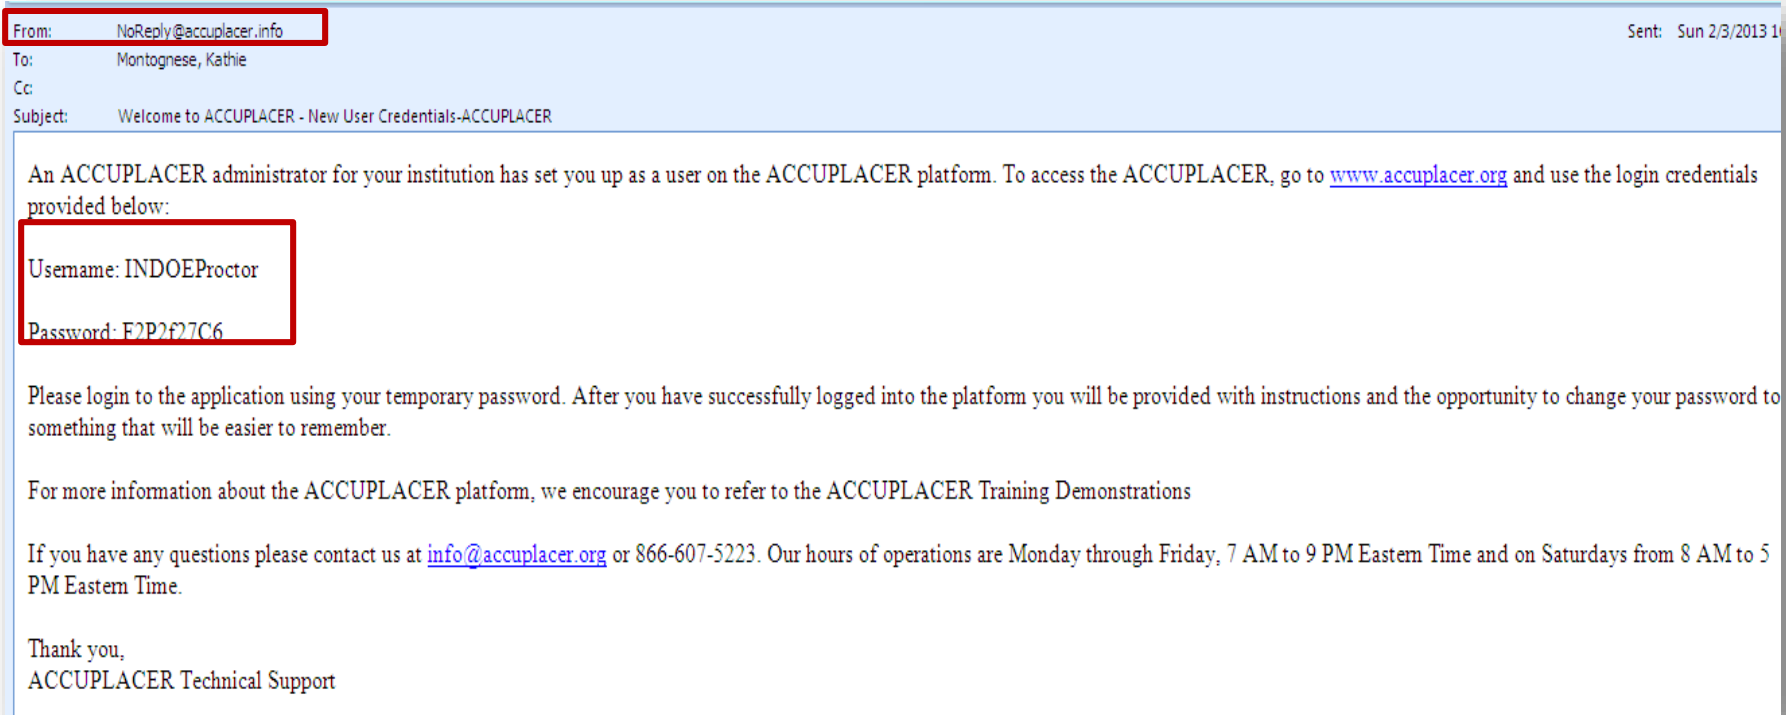 From: NoReply@accuplacer.info Sent: Sun 2/3/2013
To: Montognese, Kathie
Cc:
Subject: Welcome to ACCUPLACER - New User Credentials-ACCUPLACER
An ACCUPLACER administrator for your institution has set you up as a user on the ACCUPLACER platform. To access the ACCUPLACER, go to www.accuplacer.org and use the login credentials
provided below:
Username: INDOEProctor
Password: F2P2f27C6
Please login to the application using your temporary password. After you have successfully logged into the platform you will be provided with instructions and the opportunity to change your password to
something that will be easier to remember.
For more information about the ACCUPLACER platform, we encourage you to refer to the ACCUPLACER Training Demonstrations
If you have any questions please contact us at info@accuplacer.org or 866-607-5223. Our hours of operations are Monday through Friday, 7 AM to 9 PM Eastern Time and on Saturdays from 8 AM to 5
PM Eastern Time.
Thank you,
ACCUPLACER Technical Support